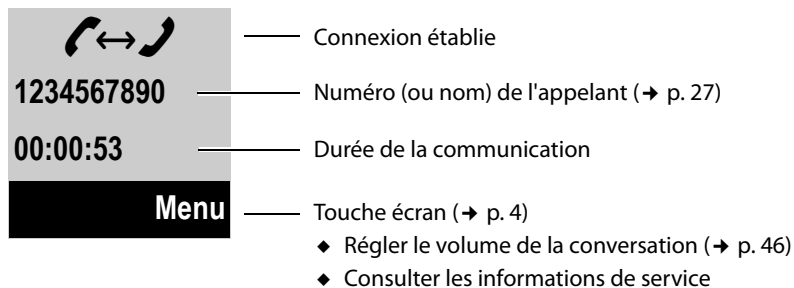 Connexion établie
1234567890 Numéro (ou nom) de l'appelant (➔ p. 27)
00:00:53 Durée de la communication
Menu Touche écran (➔ p. 4)
◆ Régler le volume de la conversation (➔ p. 46)
◆ Consulter les informations de service